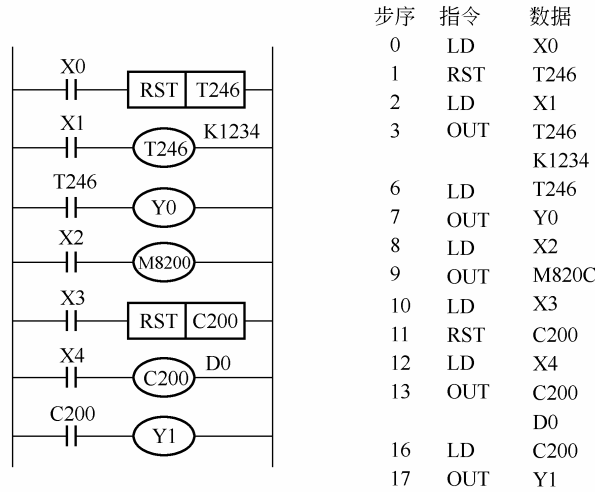 X0
RST T246
X1
T246 K1234
T246
Y0
X2
M8200
X3
RST C200
X4
C200 D0
C200
Y1
步序 指令 数据
0 LD X0
1 RST T246
2 LD X1
3 OUT T246
K1234
6 LD T246
7 OUT Y0
8 LD X2
9 OUT M820C
10 LD X3
11 RST C200
12 LD X4
13 OUT C200
D0
16 LD C200
17 OUT Y1